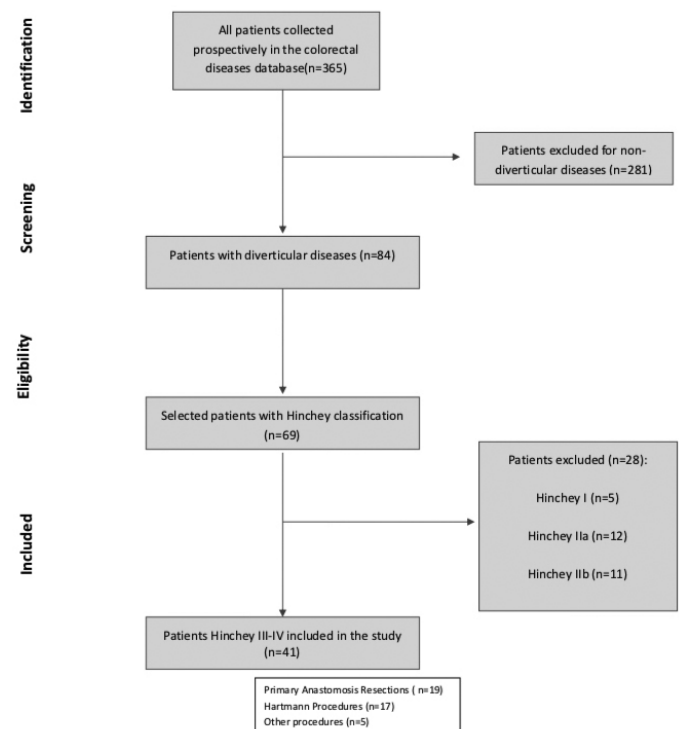 Identification
All patients collected
prospectively in the colorectal
diseases database(n=365)
Patients excluded for non-
diverticular diseases (n=281)
Screening
Patients with diverticular diseases (n=84)
Eligibility
Selected patients with Hinchey classification
(n=69)
Patients excluded (n=28):
Hinchey I (n=5)
Hinchey IIa (n=12)
Hinchey IIb (n=11)
Included
Patients Hinchey III-IV included in the study
(n=41)
Primary Anastomosis Resections ( n=19)
Hartmann Procedures (n=17)
Other procedures (n=5)